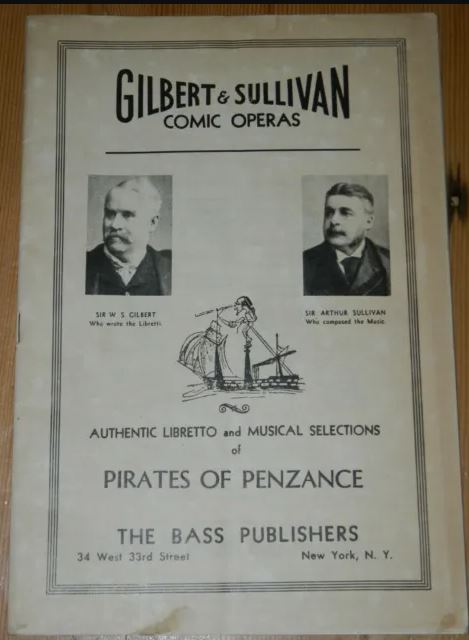 GILBERT & SULLIVAN
COMIC OPERAS
SIR W S GILBERT
Who wrote the Libretti.
SIR ARTHUR SULLIVAN
Who composed the Music.
AUTHENTIC LIBRETTO and MUSICAL SELECTIONS
of
PIRATES OF PENZANCE
THE BASS PUBLISHERS
34 West 33rd Street New York, N. Y.